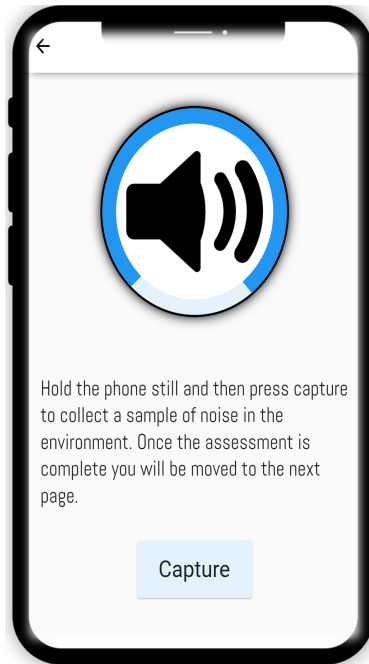 Hold the phone still and then press capture
to collect a sample of noise in the
environment. Once the assessment is
complete you will be moved to the next
page.
Capture